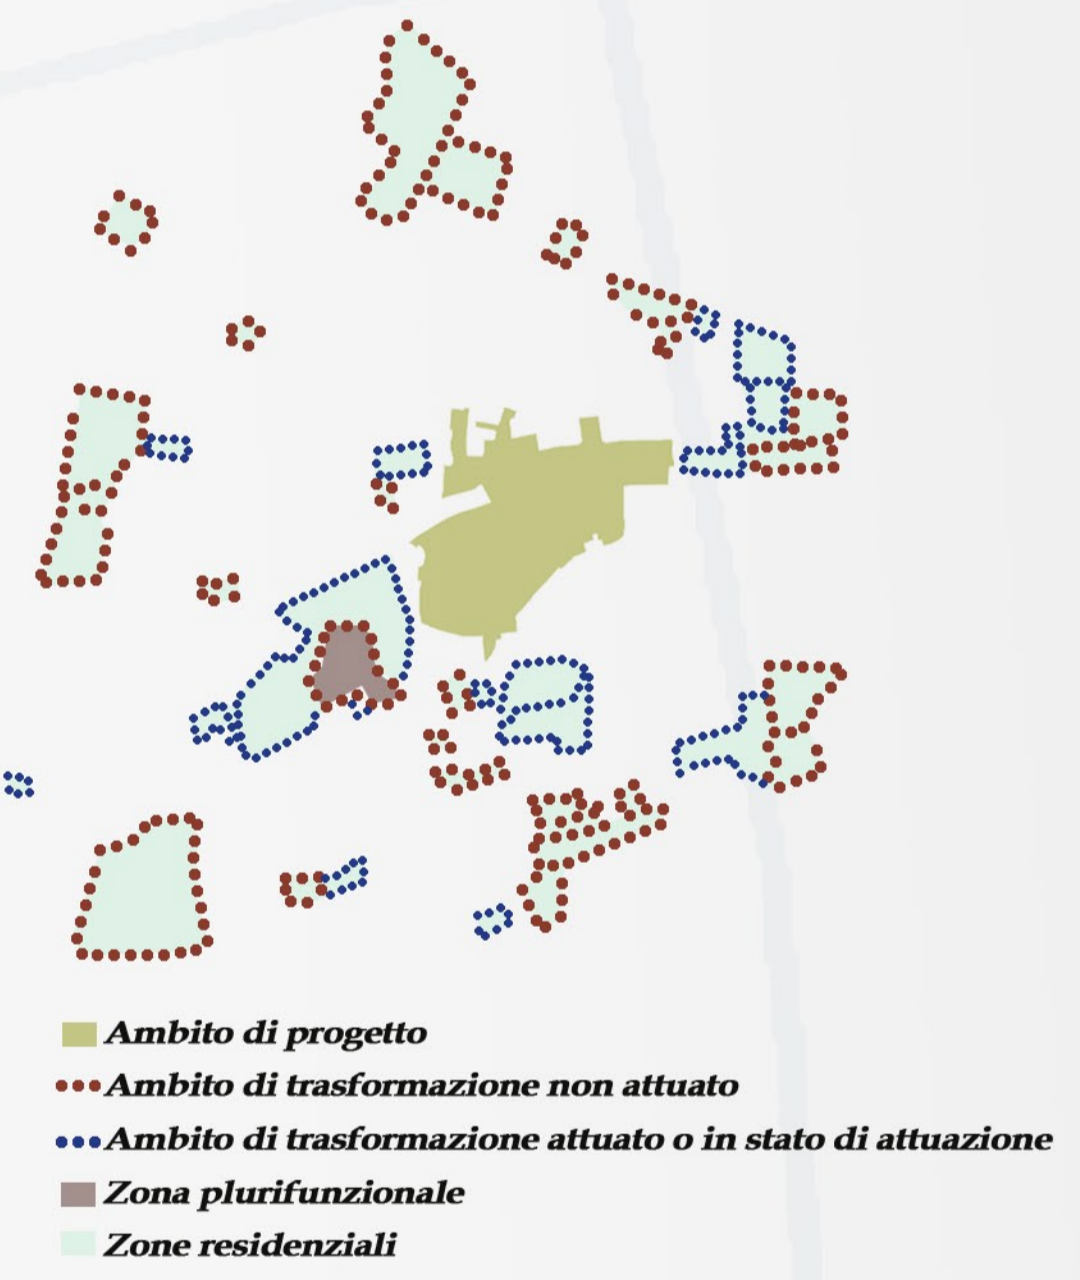 Ambito di progetto
Ambito di trasformazione non attuato
Ambito di trasformazione attuato o in stato di attuazione
Zona plurifunzionale
Zone residenziali